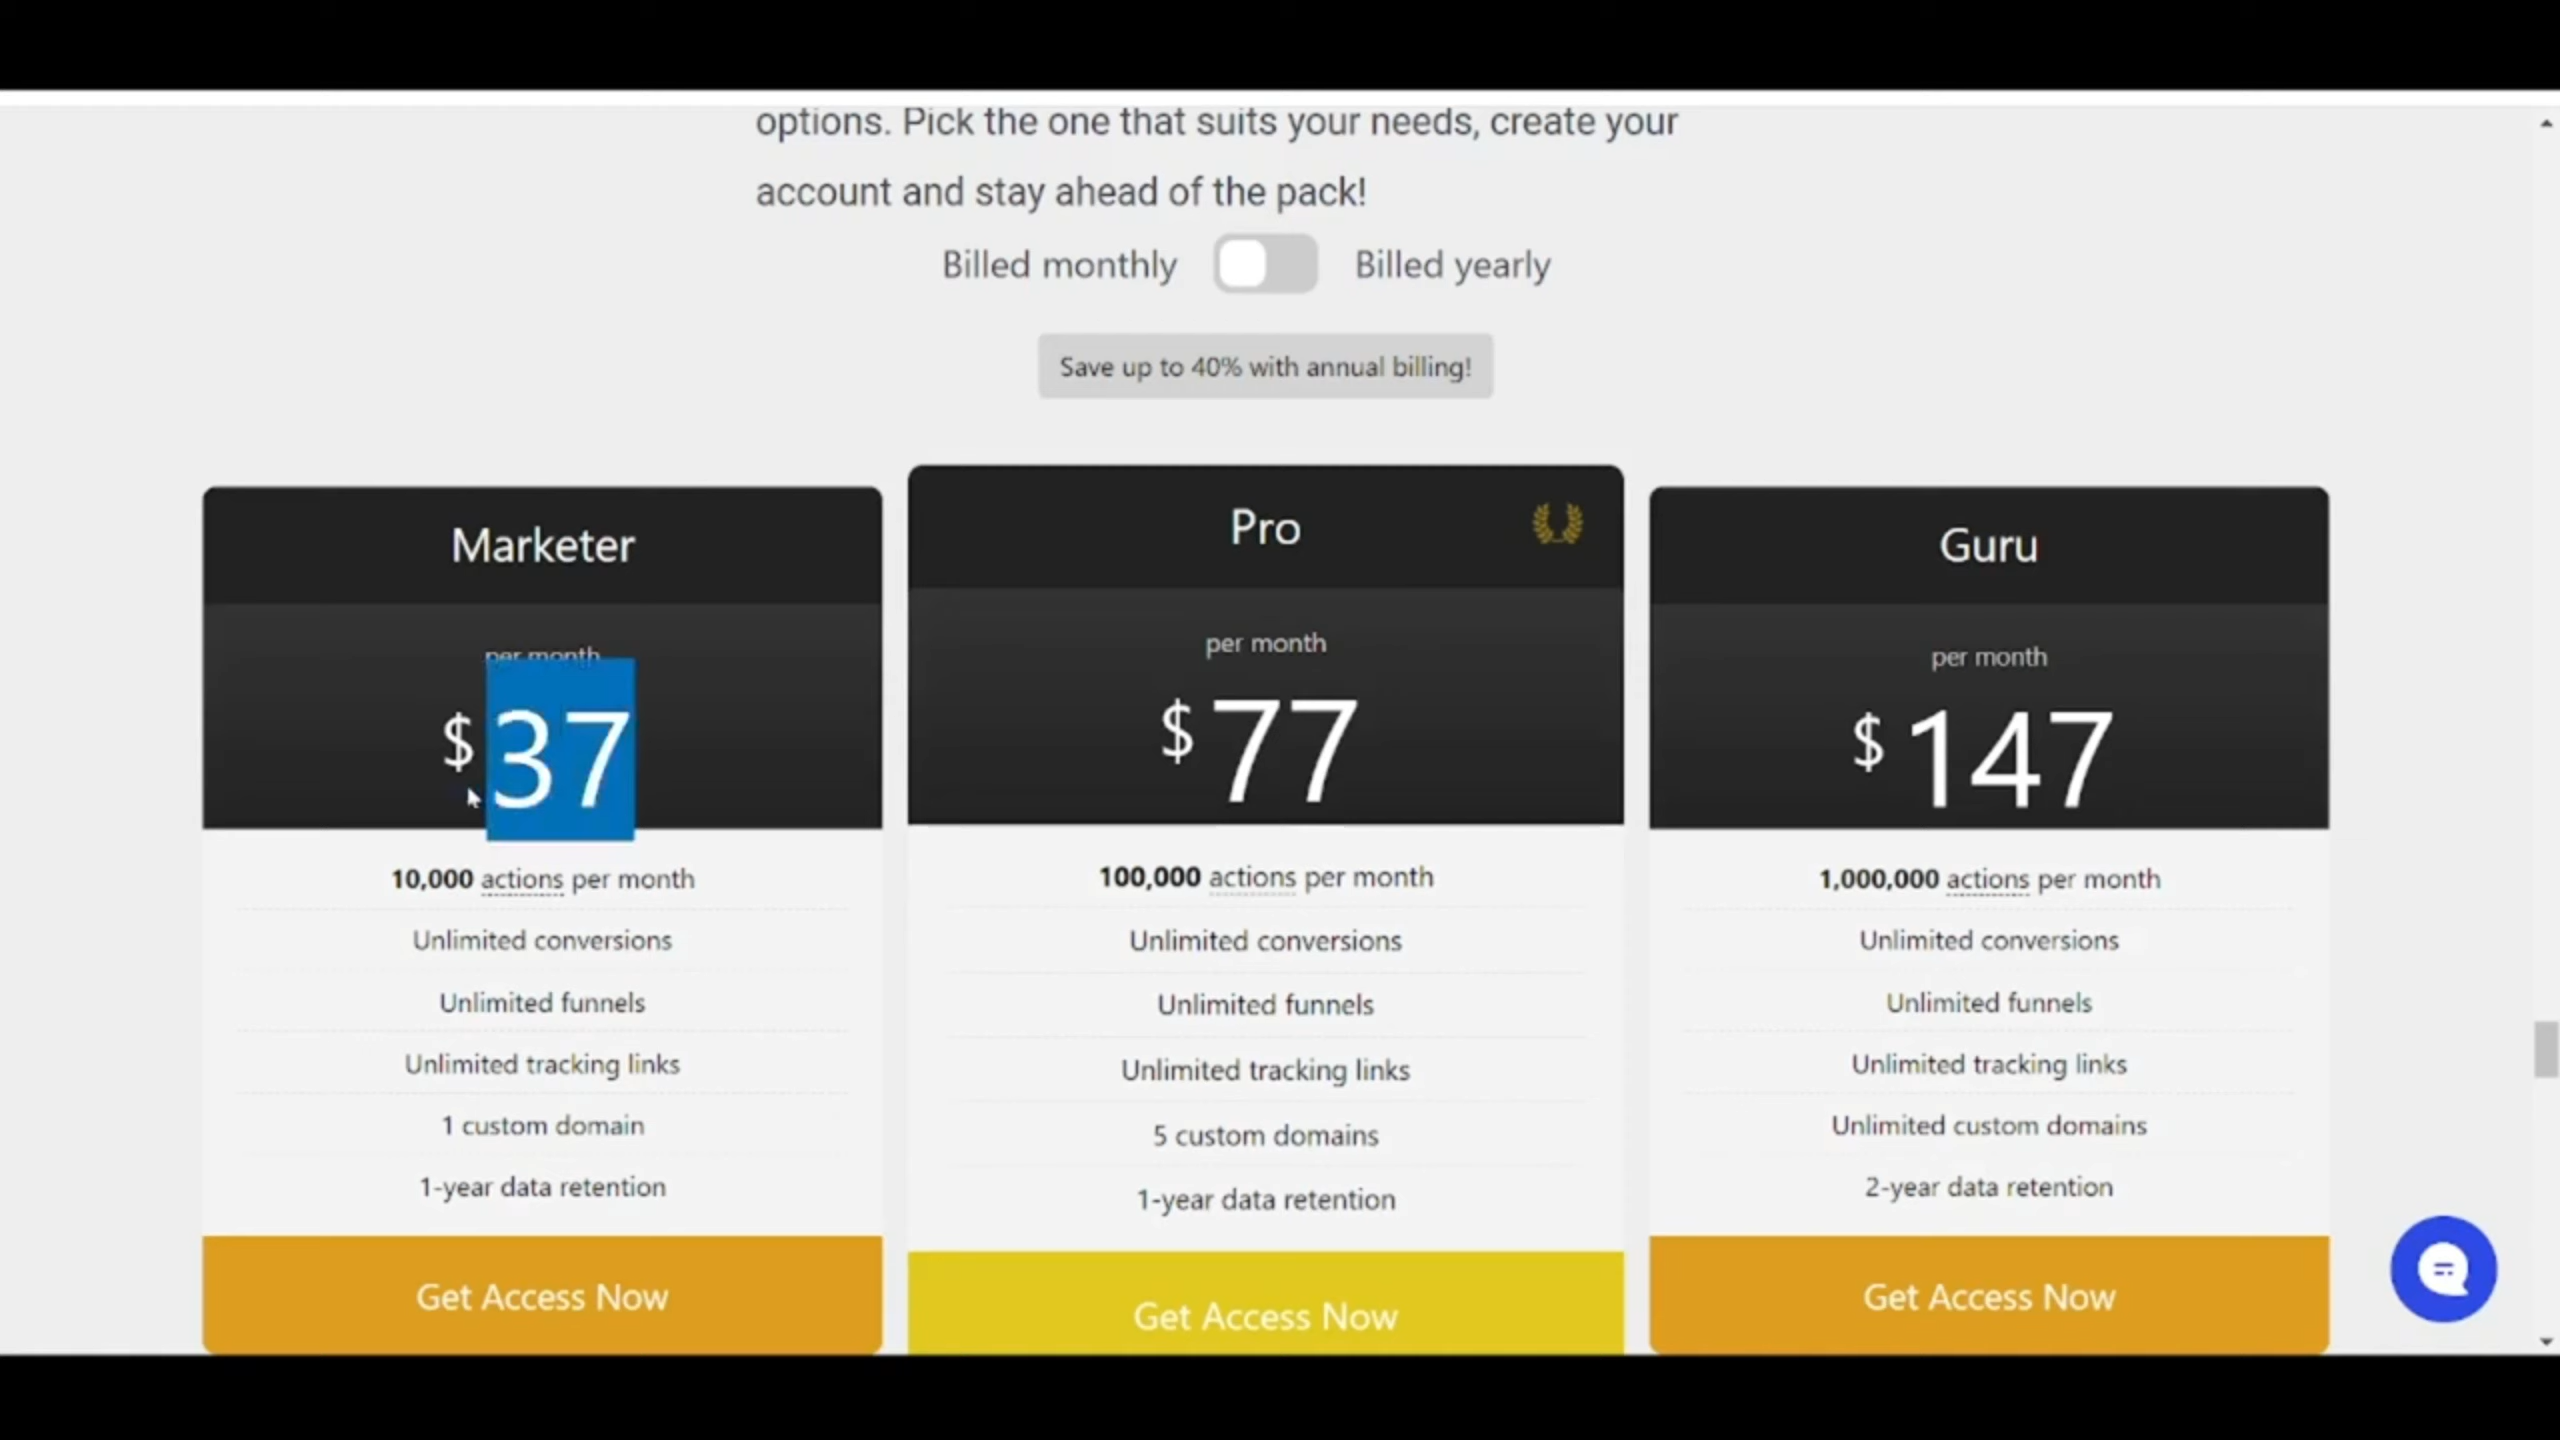 options. Pick the one that suits your needs, create your
account and stay ahead of the pack!
Billed monthly Billed yearly
Save up to 40% with annual billing!
Marketer
per month
$ 37
10,000 actions per month
Unlimited conversions
Unlimited funnels
Unlimited tracking links
1 custom domain
1-year data retention
Get Access Now
Pro
per month
$ 77
100,000 actions per month
Unlimited conversions
Unlimited funnels
Unlimited tracking links
5 custom domains
1-year data retention
Get Access Now
Guru
per month
$ 147
1,000,000 actions per month
Unlimited conversions
Unlimited funnels
Unlimited tracking links
Unlimited custom domains
2-year data retention
Get Access Now